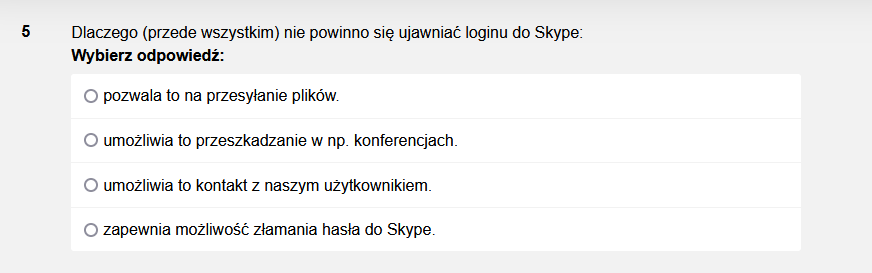 5 Dlaczego (przede wszystkim) nie powinno się ujawniać loginu do Skype:
Wybierz odpowiedź:
pozwala to na przesyłanie plików.
umożliwia to przeszkadzanie w np. konferencjach.
umożliwia to kontakt z naszym użytkownikiem.
zapewnia możliwość złamania hasła do Skype.